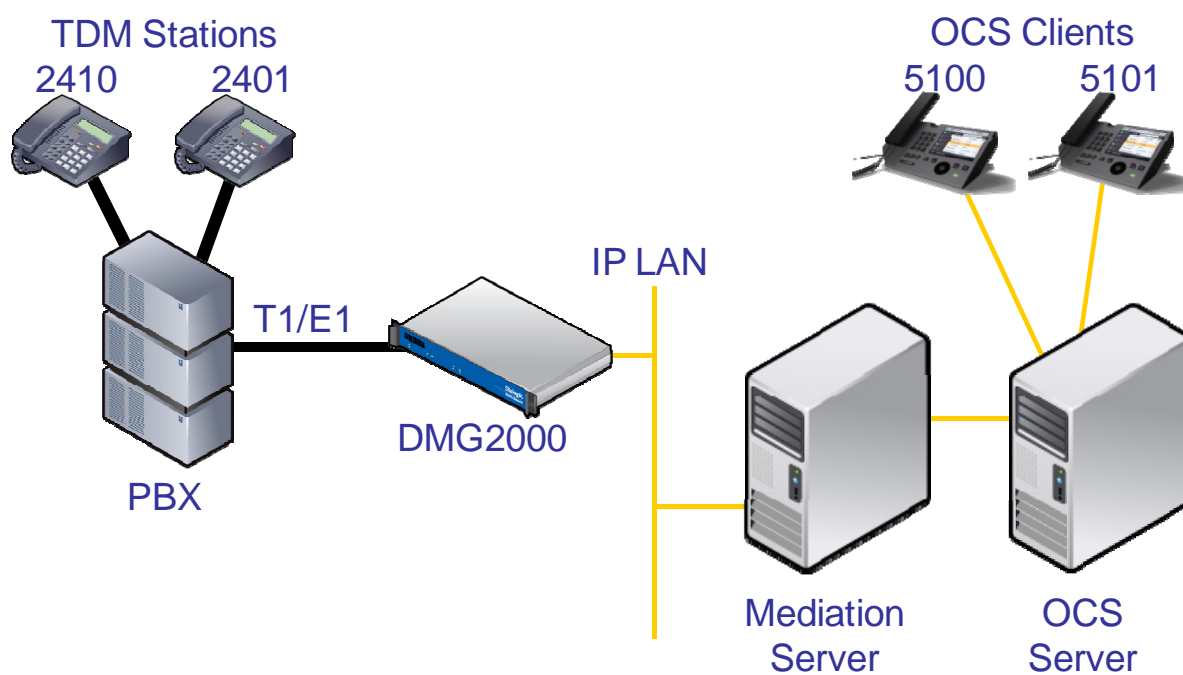 TDM Stations
2410 2401
OCS Clients
5100 5101
IP LAN
T1/E1
DMG2000
PBX
Mediation
Server
OCS
Server